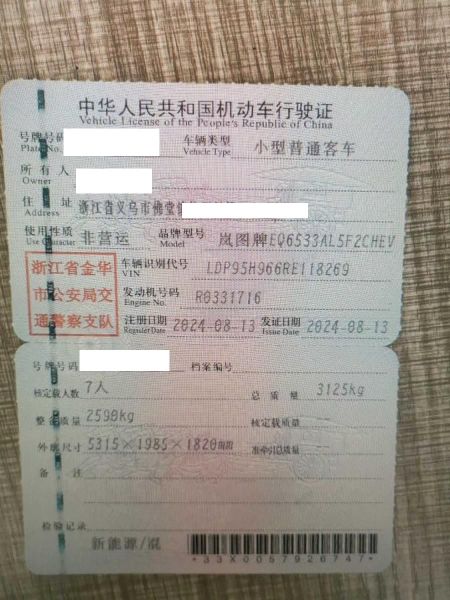 中华人民共和国机动车行驶证
Vehicle License of the People's Republic of China
号牌号码 车辆类型 小型普通客车
Plate No. Vehicle Type
所有人
Owner
住址 浙江省义乌市佛堂
Address
使用性质 非营运 品牌型号 岚图牌EQ6533AL5F2CHEV
Use Character Model
浙江省金华 车辆识别代号 LDP95H966RE118269
VIN
市公安局交 发动机号码 R0331716
Engine No.
通警察支队 注册日期 2024-08-13 发证日期 2024-08-13
Register Date Issue Date
号牌号码 档案编号
核定载人数 7人 总质量 3125kg
整备质量 2590kg 核定载质量 --
外廓尺寸 5315×1985×1820mm 准牵引总质量 --
备注
检验记录
新能源/混
*33X0057926747*